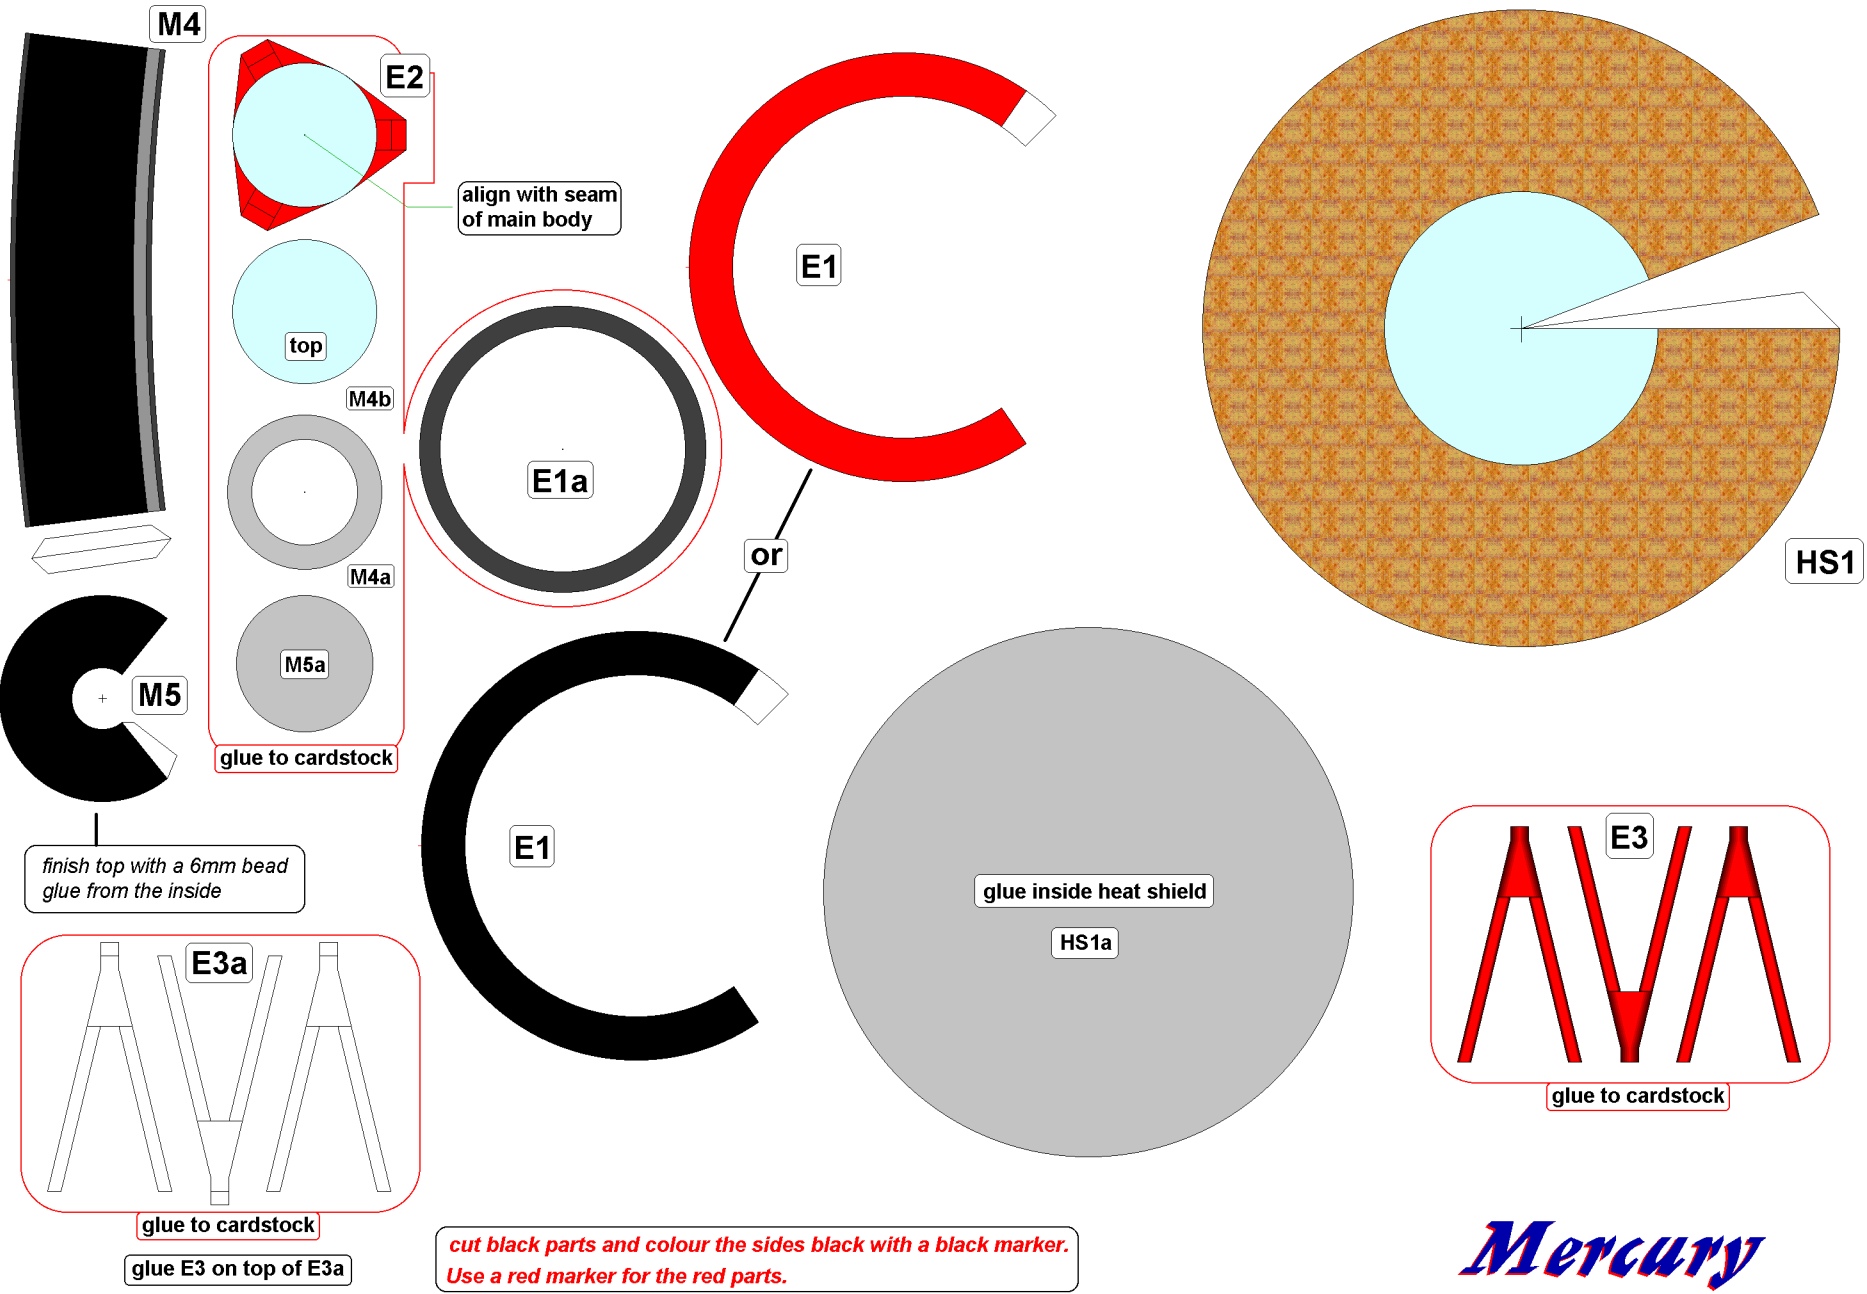 M4
E2
align with seam
of main body
E1
top
M4b
E1a
M4a
or
HS1
M5a
M5
glue to cardstock
finish top with a 6mm bead
glue from the inside
E1
glue inside heat shield
HS1a
E3
glue to cardstock
E3a
glue to cardstock
glue E3 on top of E3a
cut black parts and colour the sides black with a black marker.
Use a red marker for the red parts.
Mercury